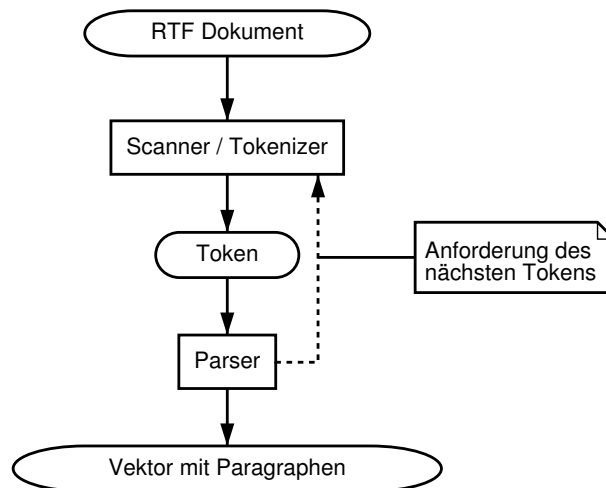 RTF Dokument
Scanner / Tokenizer
Token
Anforderung des
nächsten Tokens
Parser
Vektor mit Paragraphen